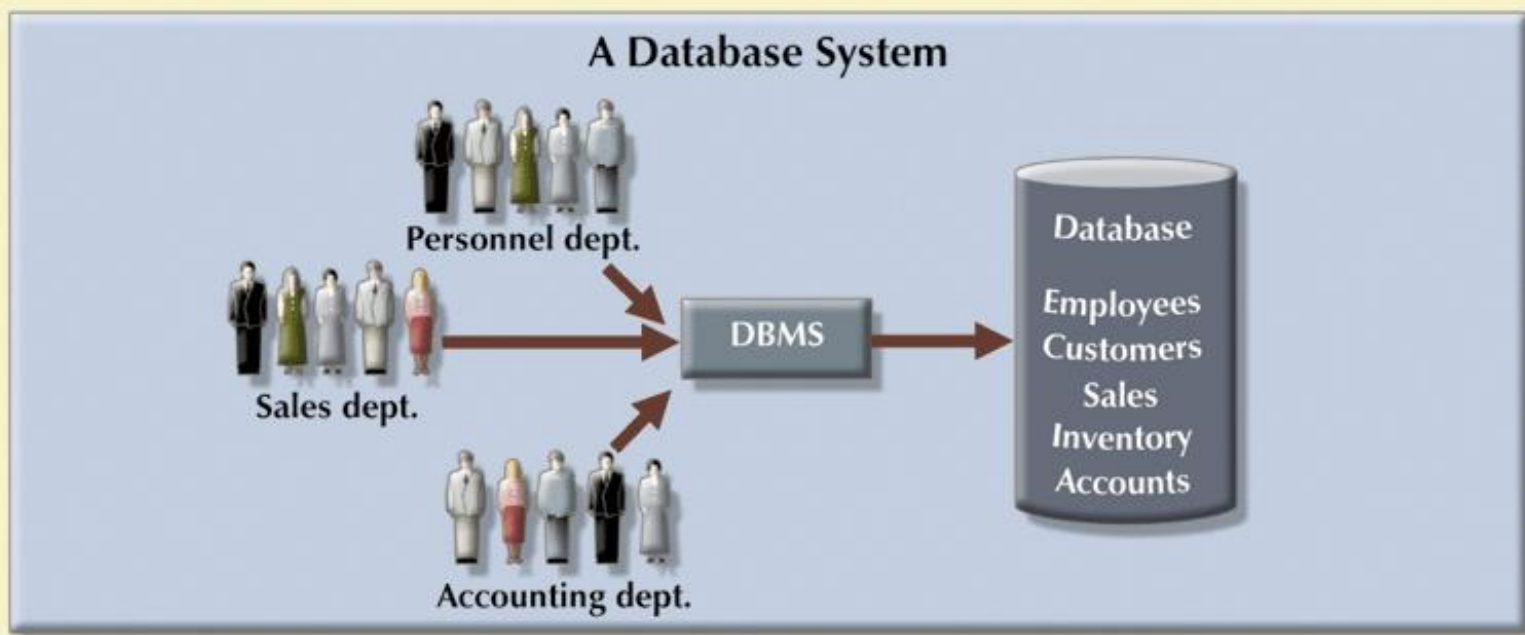 A Database System
Personnel dept.
Sales dept.
Accounting dept.
DBMS
Database
Employees
Customers
Sales
Inventory
Accounts